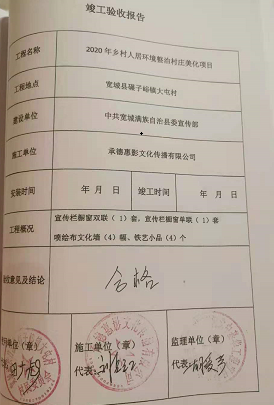 竣工验收报告
工程名称 2020年乡村人居环境整治村庄美化项目
工程地点 宽城县碾子峪镇大屯村
建设单位 中共宽城满族自治县委宣传部
施工单位 承德惠影文化传播有限公司
安装时间 年 月 日 竣工时间 年 月 日
工程概况 宣传栏橱窗双联（1）套，宣传栏橱窗单联（1）套
喷绘布文化墙（4）幅、铁艺小品（4）个
收意见及结论 合格
单位（章） 施工单位（章） 监理单位（章）
代表： 代表：